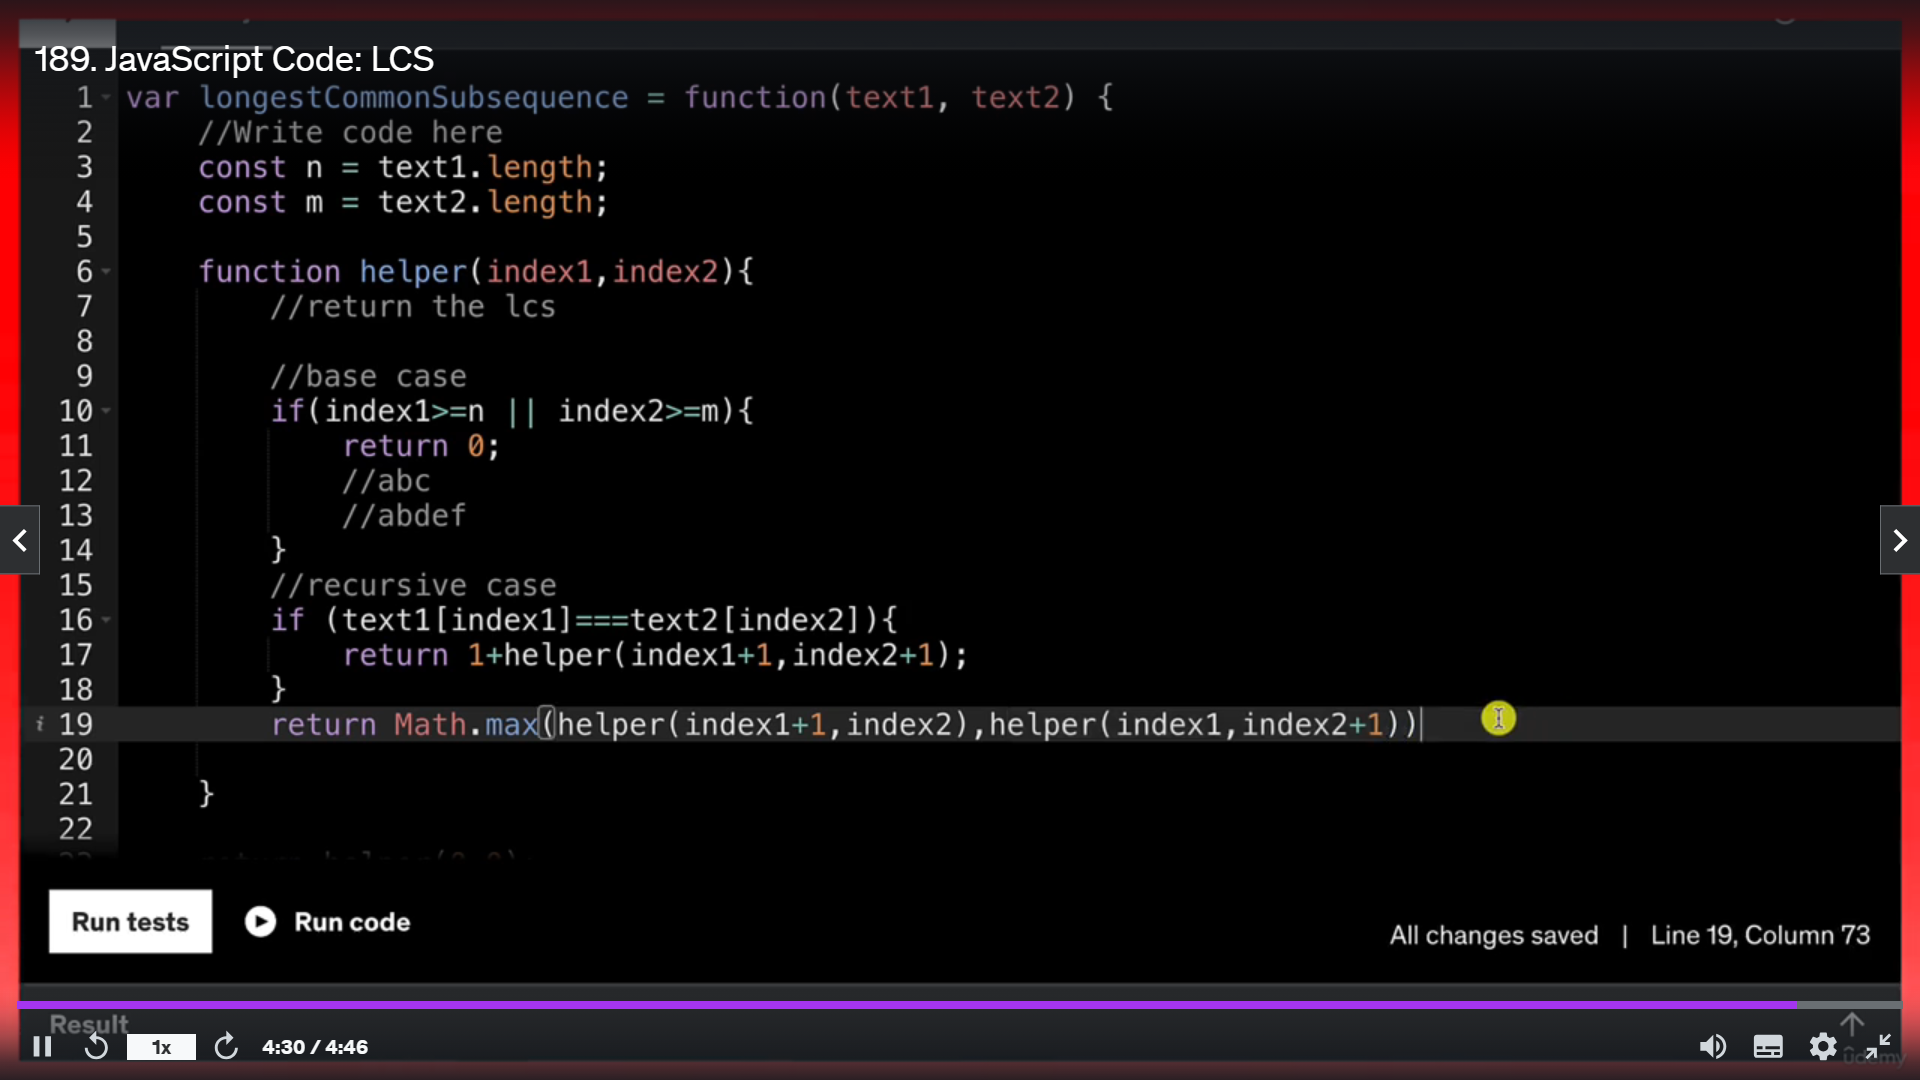 189. JavaScript Code: LCS
1 var longestCommonSubsequence = function(text1, text2) {
2 //Write code here
3 const n = text1.length;
4 const m = text2.length;
5
6 function helper(index1,index2){
7 //return the lcs
8
9 //base case
10 if(index1>=n || index2>=m){
11 return 0;
12 //abc
13 //abdef
14 }
15 //recursive case
16 if (text1[index1]===text2[index2]){
17 return 1+helper(index1+1,index2+1);
18 }
i 19 return Math.max(helper(index1+1,index2),helper(index1,index2+1))
20
21 }
22
Run tests Run code
All changes saved | Line 19, Column 73
Result
1x 4:30 / 4:46
ûdemy